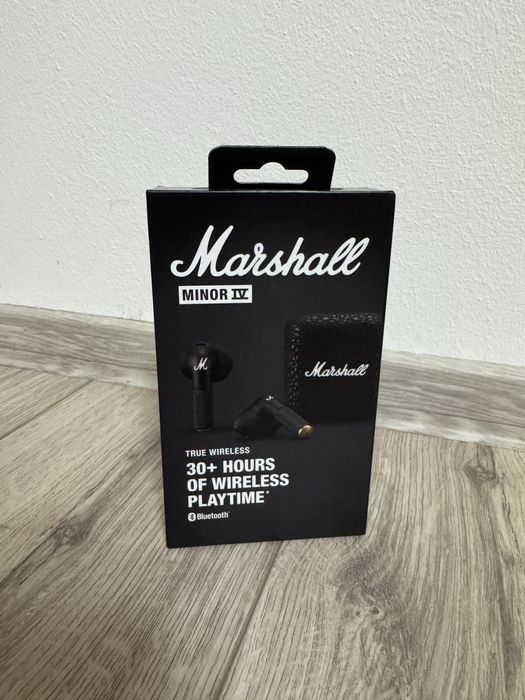 Marshall
MINOR IV
M
Marshall
TRUE WIRELESS
30+ HOURS
OF WIRELESS
PLAYTIME*
Bluetooth®